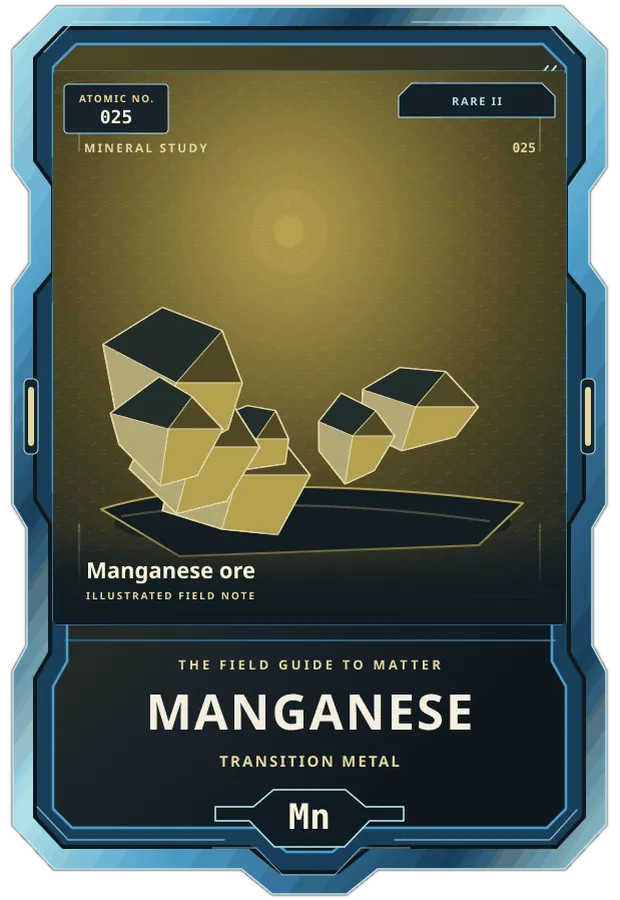 ATOMIC NO.
025
RARE II
MINERAL STUDY
025
Manganese ore
ILLUSTRATED FIELD NOTE
THE FIELD GUIDE TO MATTER
MANGANESE
TRANSITION METAL
Mn